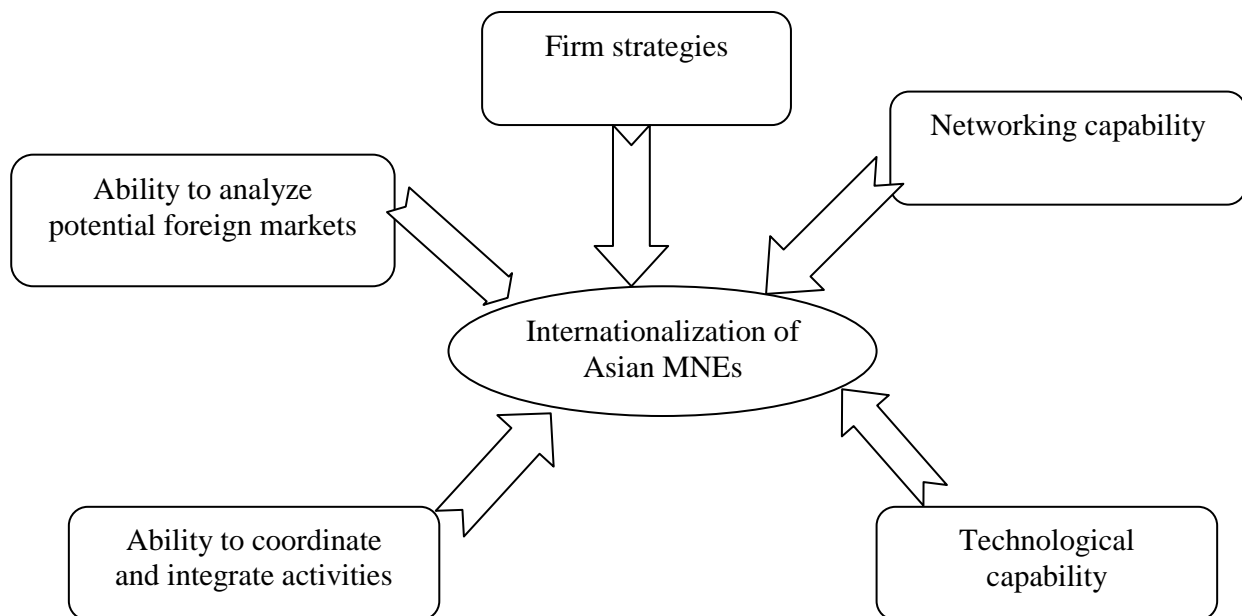 Firm strategies
Networking capability
Ability to analyze
potential foreign markets
Internationalization of
Asian MNEs
Ability to coordinate
and integrate activities
Technological
capability